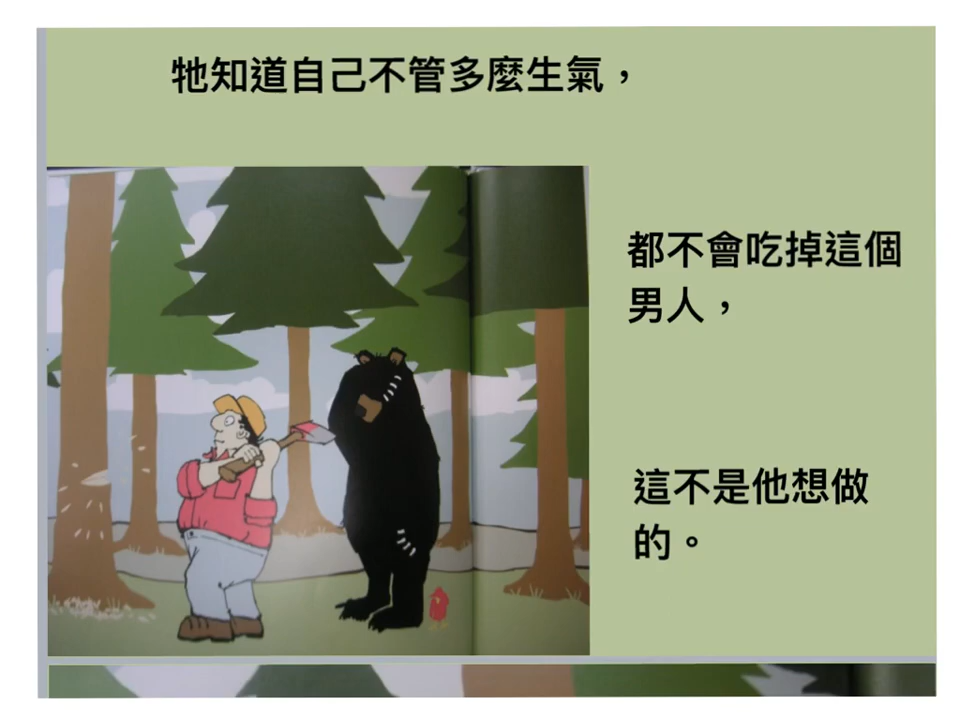 牠知道自己不管多麼生氣，
都不會吃掉這個
男人，
這不是他想做
的。